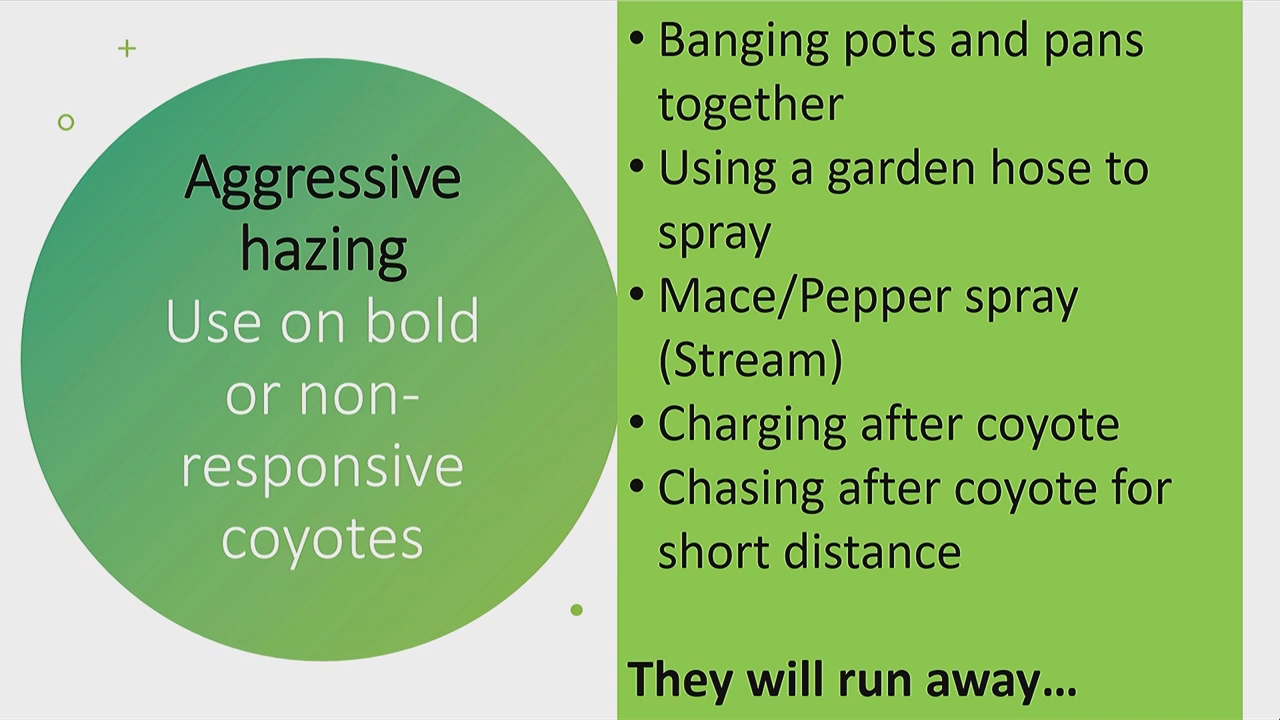 Aggressive
hazing
Use on bold
or non-
responsive
coyotes
• Banging pots and pans
together
• Using a garden hose to
spray
• Mace/Pepper spray
(Stream)
• Charging after coyote
• Chasing after coyote for
short distance
They will run away...